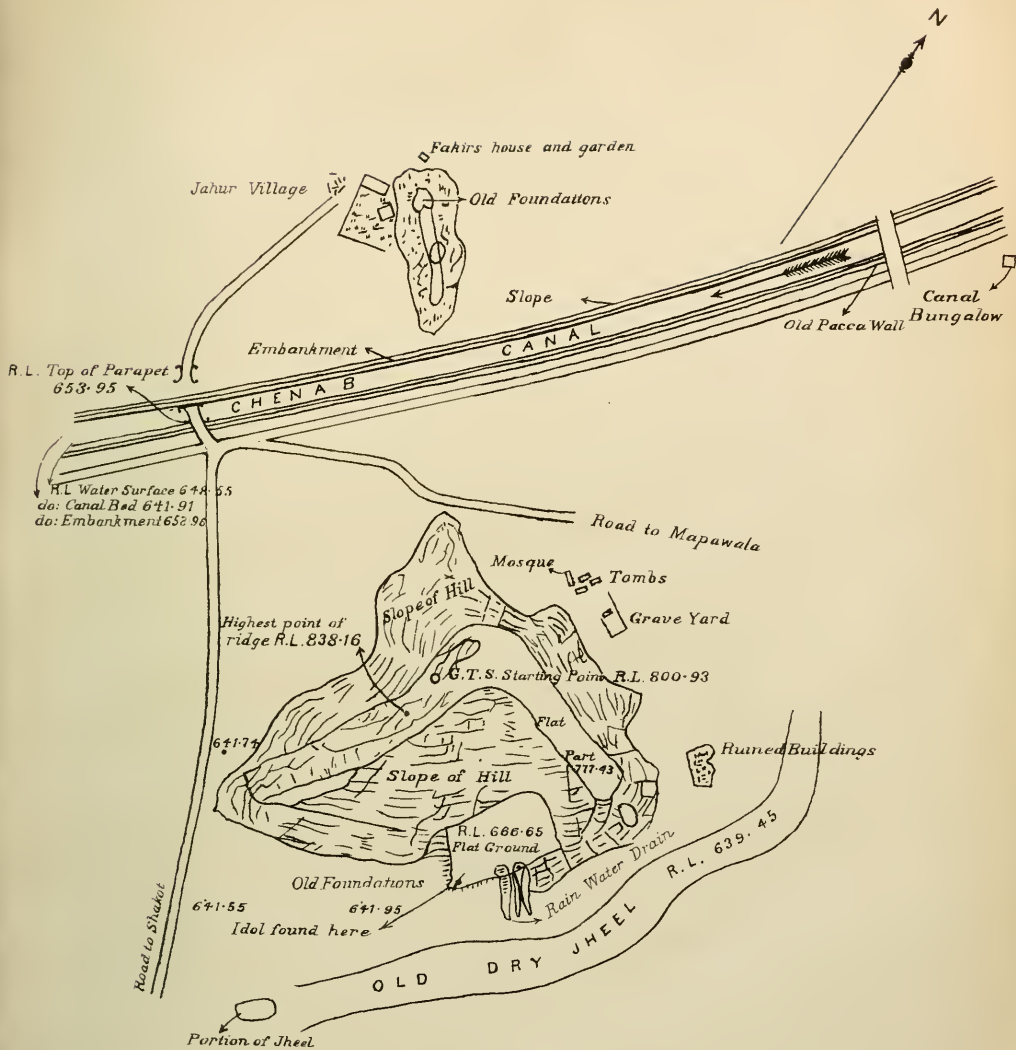 N
Fakirs house and garden
Jahur Village
Old Foundations
Slope
Canal
Bungalow
Old Pacca Wall
Embankment
CHENAB CANAL
R.L. Top of Parapet
653·95
R.L Water Surface 648·55
do: Canal Bed 641·91
do: Embankment 652·96
Road to Mapawala
Mosque
Tombs
Slope of Hill
Grave Yard
Highest point of
ridge R.L. 838·16
G.T.S. Starting Point R.L. 800·93
Flat
641·74
Part
777·43
Ruined Buildings
Slope of Hill
R.L. 666·65
Flat Ground
Rain Water Drain
R.L. 639·45
Old Foundations
641·55
641·95
Idol found here
Road to Shakot
OLD DRY JHEEL
Portion of Jheel